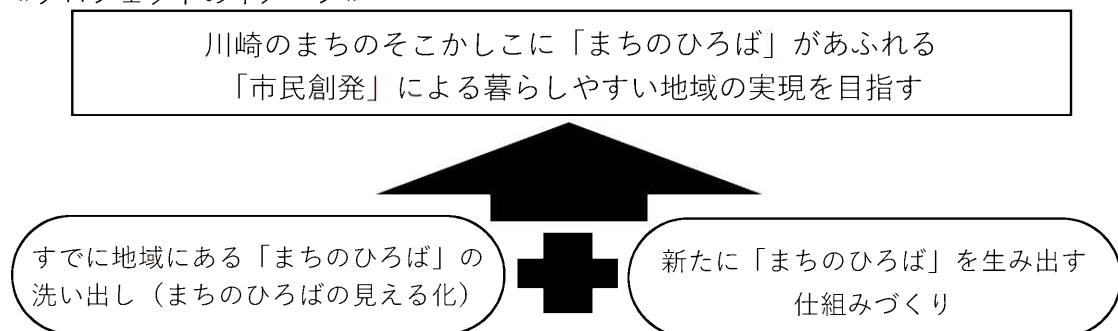 川崎のまちのそこかしこに「まちのひろば」があふれる
「市民創発」による暮らしやすい地域の実現を目指す
すでに地域にある「まちのひろば」の
洗い出し（まちのひろばの見える化）
新たに「まちのひろば」を生み出す
仕組みづくり